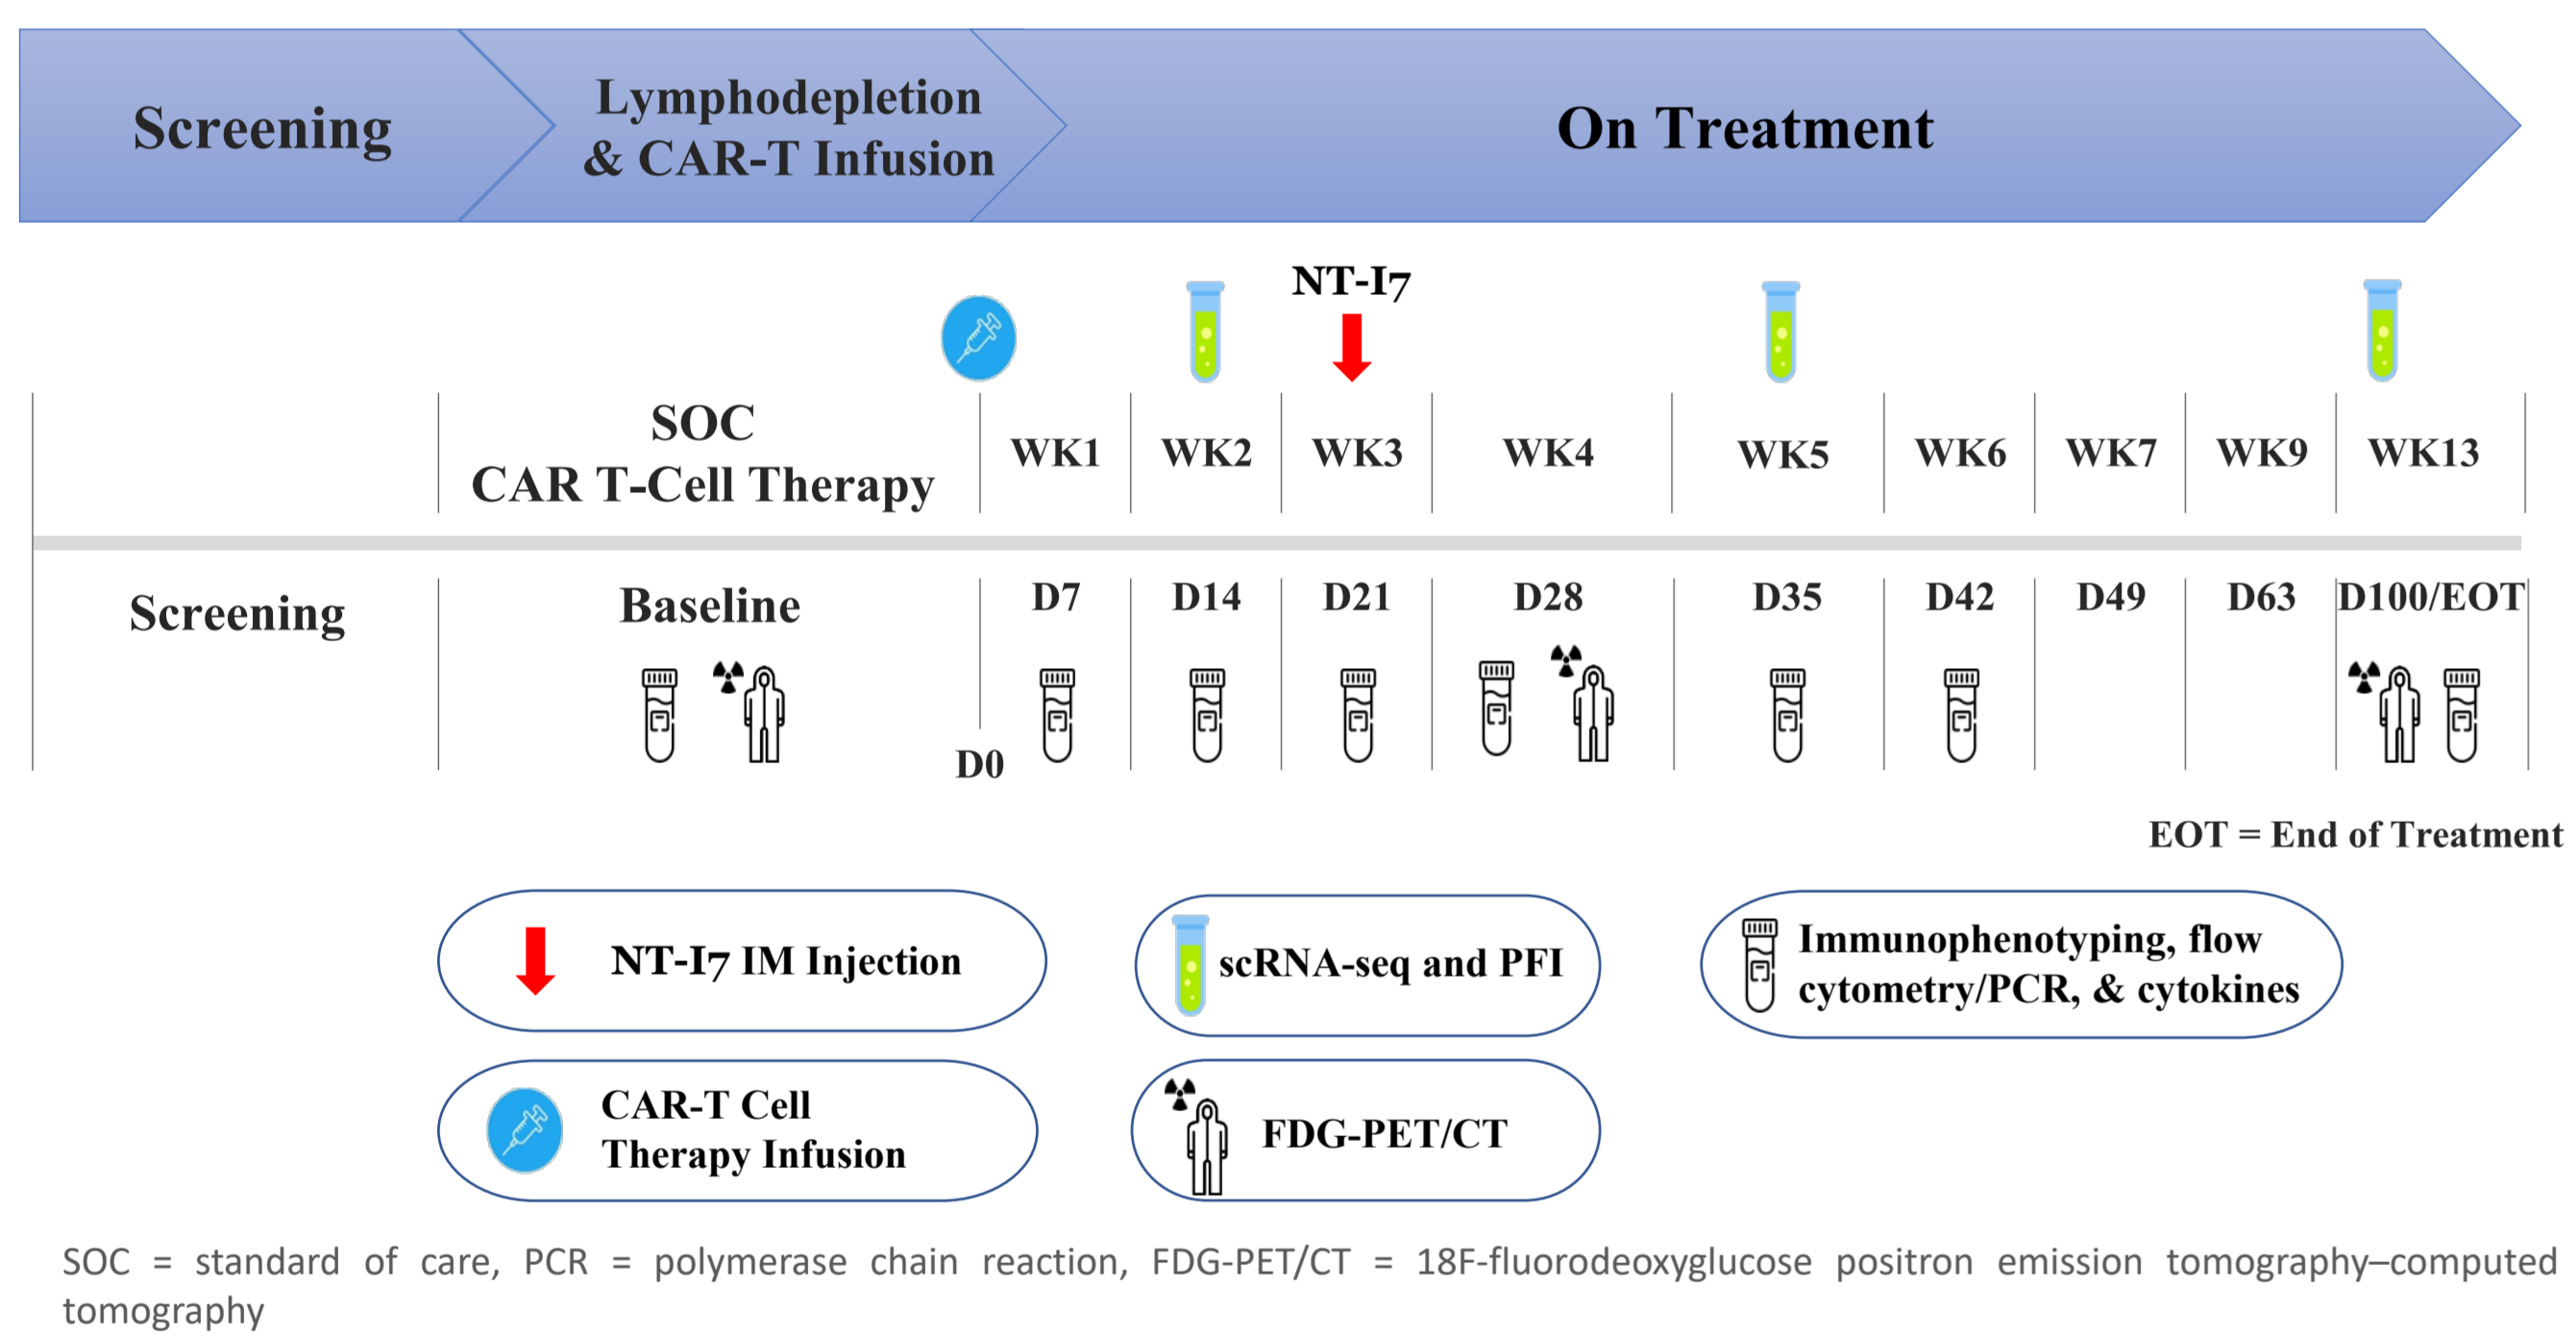 Screening
Lymphodepletion
& CAR-T Infusion
On Treatment
NT-I7
SOC
CAR T-Cell Therapy
WK1
WK2
WK3
WK4
WK5
WK6
WK7
WK9
WK13
Screening
Baseline
D0
D7
D14
D21
D28
D35
D42
D49
D63
D100/EOT
EOT = End of Treatment
NT-I7 IM Injection
scRNA-seq and PFI
Immunophenotyping, flow
cytometry/PCR, & cytokines
CAR-T Cell
Therapy Infusion
FDG-PET/CT
SOC = standard of care, PCR = polymerase chain reaction, FDG-PET/CT = 18F-fluorodeoxyglucose positron emission tomography–computed
tomography